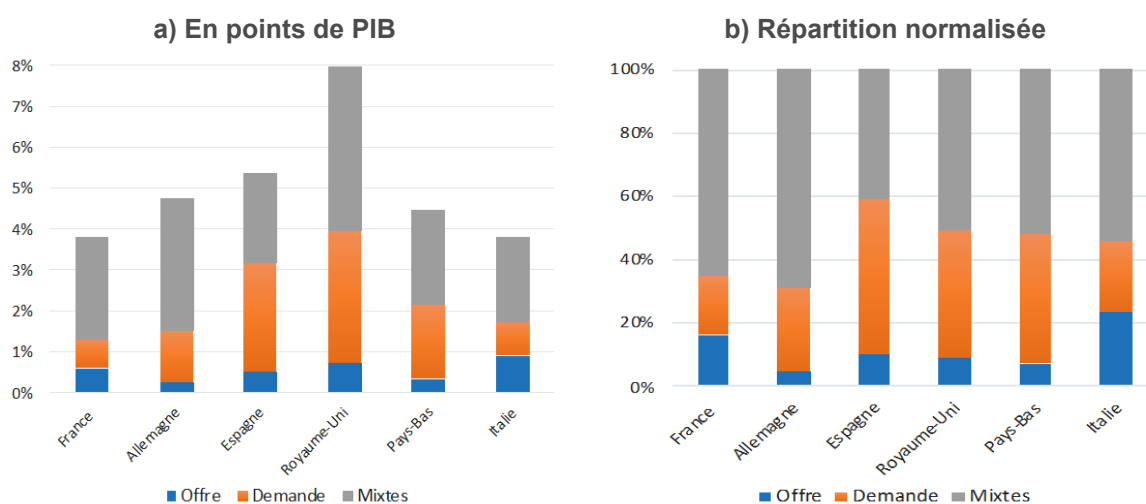 a) En points de PIB
8%
7%
6%
5%
4%
3%
2%
1%
0%
France
Allemagne
Espagne
Royaume-Uni
Pays-Bas
Italie
Offre Demande Mixtes
b) Répartition normalisée
100%
80%
60%
40%
20%
0%
France
Allemagne
Espagne
Royaume-Uni
Pays-Bas
Italie
Offre Demande Mixtes